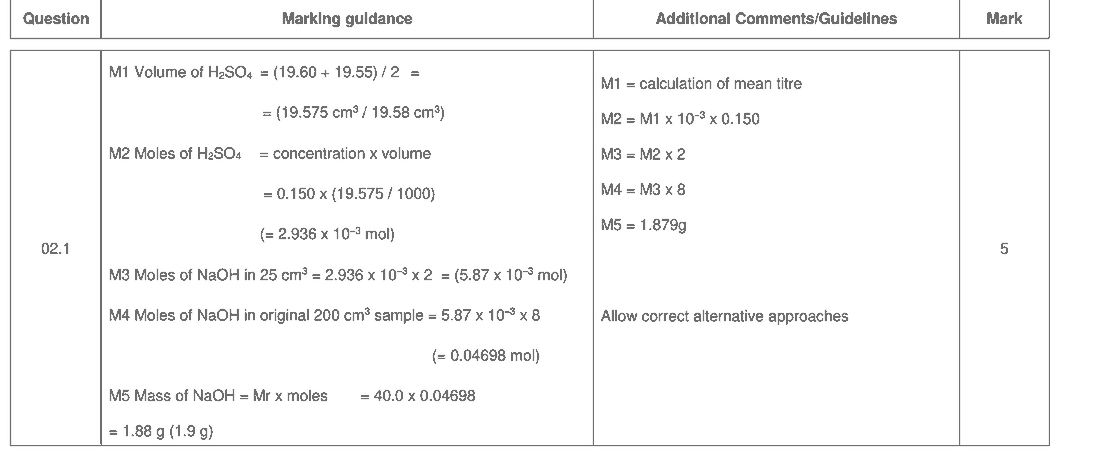 Question Marking guidance Additional Comments/Guidelines Mark
02.1
M1 Volume of H₂SO₄ = (19.60 + 19.55) / 2 =
= (19.575 cm³ / 19.58 cm³)
M2 Moles of H₂SO₄ = concentration x volume
= 0.150 x (19.575 / 1000)
(= 2.936 x 10⁻³ mol)
M3 Moles of NaOH in 25 cm³ = 2.936 x 10⁻³ x 2 = (5.87 x 10⁻³ mol)
M4 Moles of NaOH in original 200 cm³ sample = 5.87 x 10⁻³ x 8
(= 0.04698 mol)
M5 Mass of NaOH = Mr x moles = 40.0 x 0.04698
= 1.88 g (1.9 g)
M1 = calculation of mean titre
M2 = M1 x 10⁻³ x 0.150
M3 = M2 x 2
M4 = M3 x 8
M5 = 1.879g
Allow correct alternative approaches
5